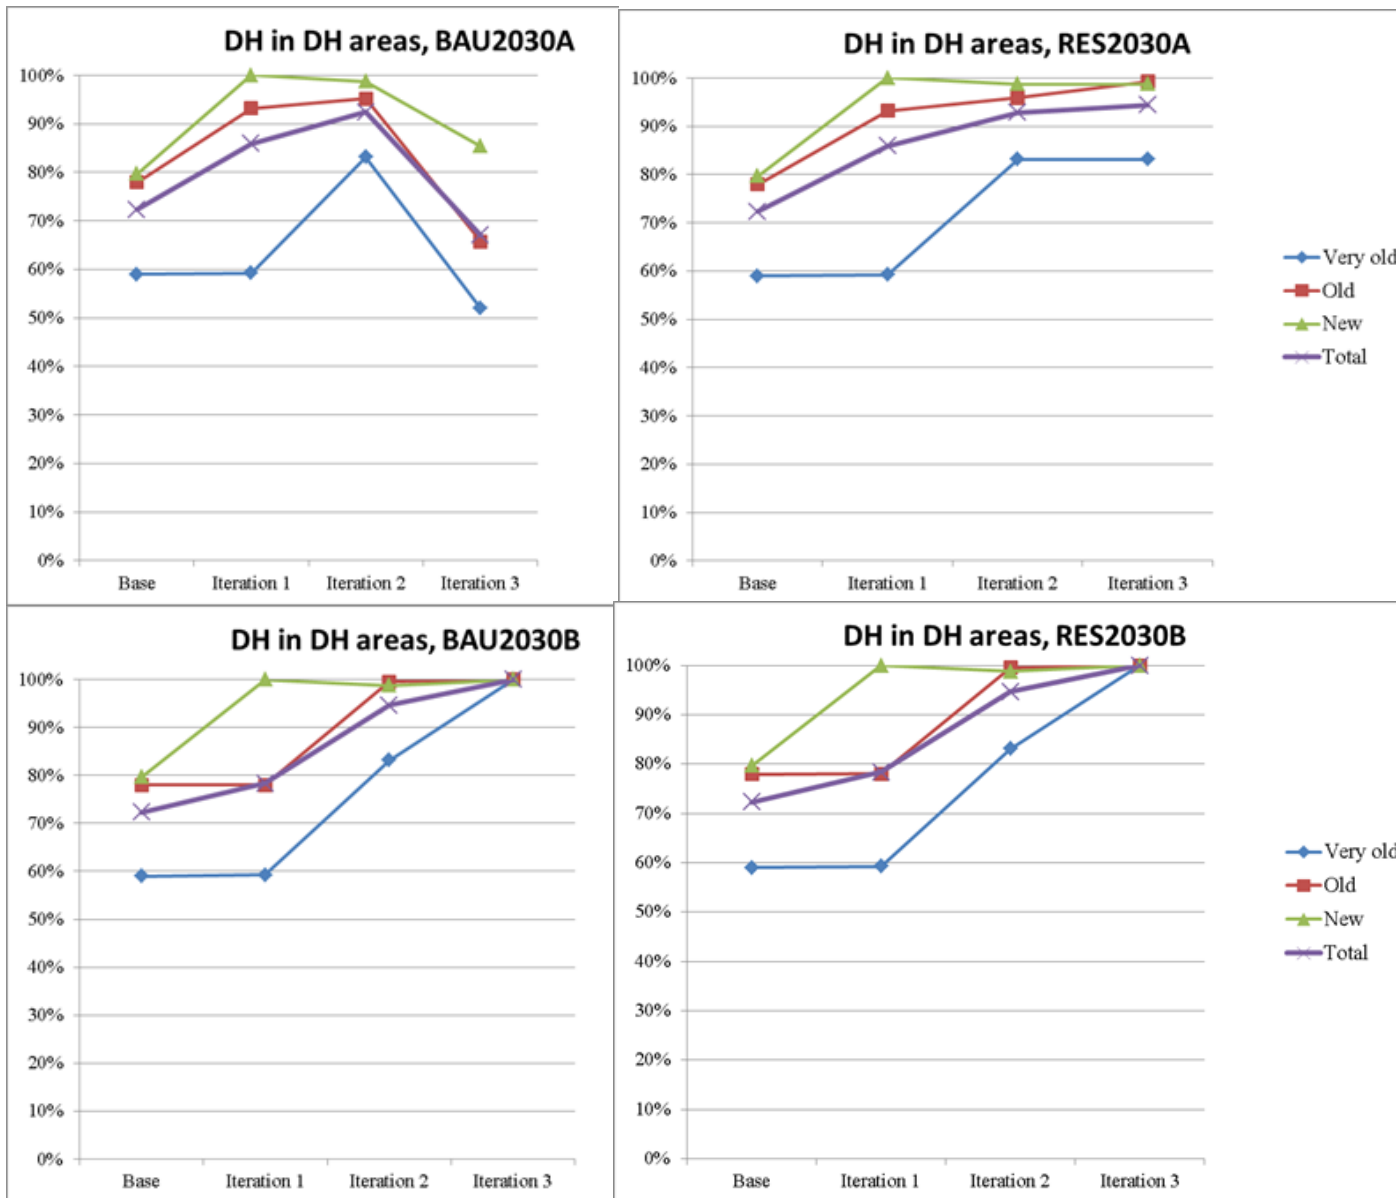 DH in DH areas, BAU2030A
100%
90%
80%
70%
60%
50%
40%
30%
20%
10%
0%
Base Iteration 1 Iteration 2 Iteration 3
DH in DH areas, RES2030A
100%
90%
80%
70%
60%
50%
40%
30%
20%
10%
0%
Base Iteration 1 Iteration 2 Iteration 3
Very old
Old
New
Total
DH in DH areas, BAU2030B
100%
90%
80%
70%
60%
50%
40%
30%
20%
10%
0%
Base Iteration 1 Iteration 2 Iteration 3
DH in DH areas, RES2030B
100%
90%
80%
70%
60%
50%
40%
30%
20%
10%
0%
Base Iteration 1 Iteration 2 Iteration 3
Very old
Old
New
Total